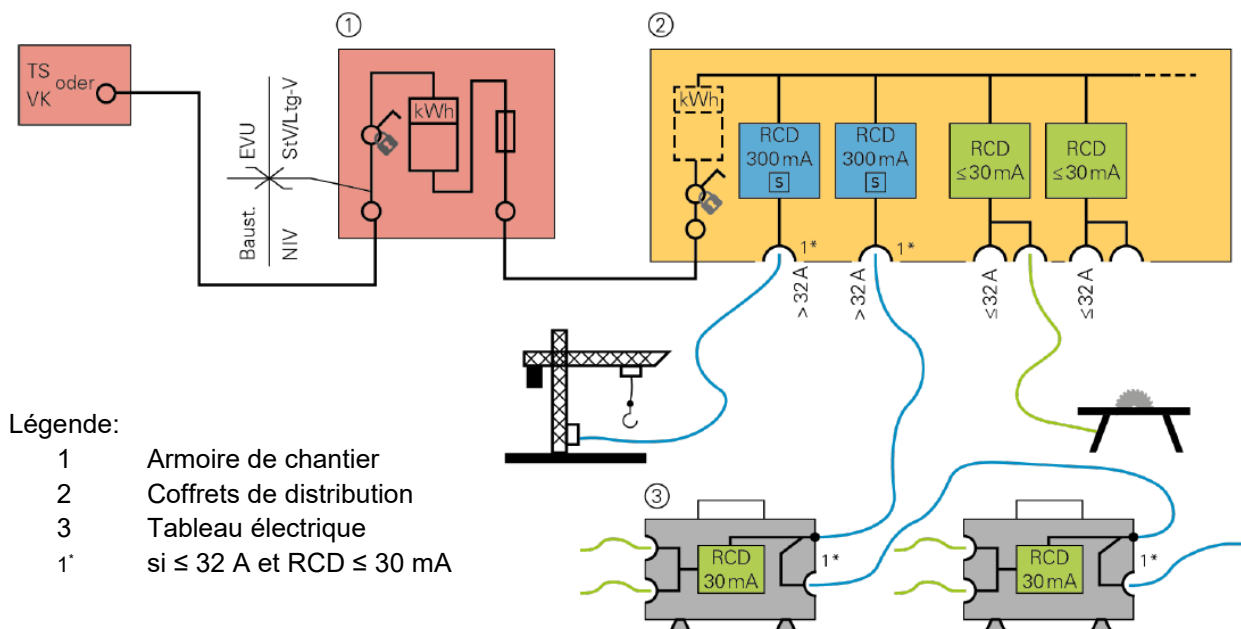 ①
②
TS
VK
oder
EVU
StV/Ltg-V
Baust.
NIV
kWh
kWh
RCD
300 mA
S
RCD
300 mA
S
RCD
≤ 30 mA
RCD
≤ 30 mA
1*
1*
> 32 A
> 32 A
≤ 32 A
≤ 32 A
Légende:
1 Armoire de chantier
2 Coffrets de distribution
3 Tableau électrique
1* si ≤ 32 A et RCD ≤ 30 mA
③
RCD
30 mA
1*
RCD
30 mA
1*